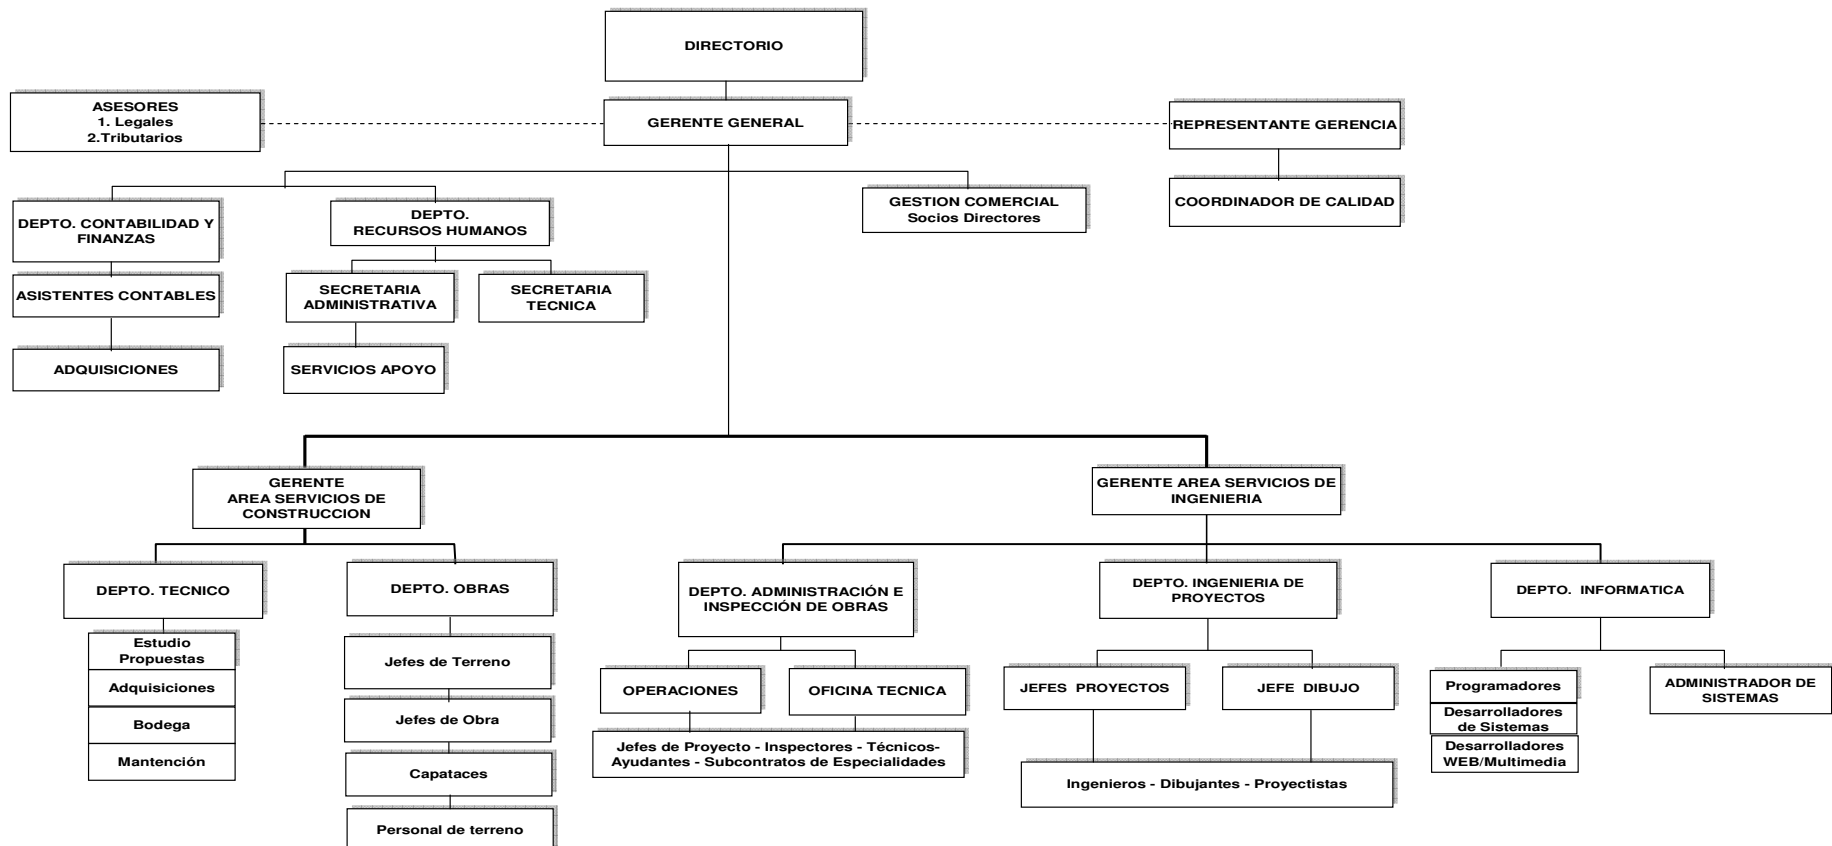 DIRECTORIO
ASESORES
1. Legales
2.Tributarios
GERENTE GENERAL
REPRESENTANTE GERENCIA
COORDINADOR DE CALIDAD
GESTION COMERCIAL
Socios Directores
DEPTO. CONTABILIDAD Y
FINANZAS
DEPTO.
RECURSOS HUMANOS
ASISTENTES CONTABLES
SECRETARIA
ADMINISTRATIVA
SECRETARIA
TECNICA
ADQUISICIONES
SERVICIOS APOYO
GERENTE
AREA SERVICIOS DE
CONSTRUCCION
GERENTE AREA SERVICIOS DE
INGENIERIA
DEPTO. TECNICO
DEPTO. OBRAS
DEPTO. ADMINISTRACIÓN E
INSPECCIÓN DE OBRAS
DEPTO. INGENIERIA DE
PROYECTOS
DEPTO. INFORMATICA
Estudio
Propuestas
Adquisiciones
Bodega
Mantención
Jefes de Terreno
Jefes de Obra
Capataces
Personal de terreno
OPERACIONES
OFICINA TECNICA
Jefes de Proyecto - Inspectores - Técnicos-
Ayudantes - Subcontratos de Especialidades
JEFES PROYECTOS
JEFE DIBUJO
Ingenieros - Dibujantes - Proyectistas
Programadores
Desarrolladores
de Sistemas
Desarrolladores
WEB/Multimedia
ADMINISTRADOR DE
SISTEMAS